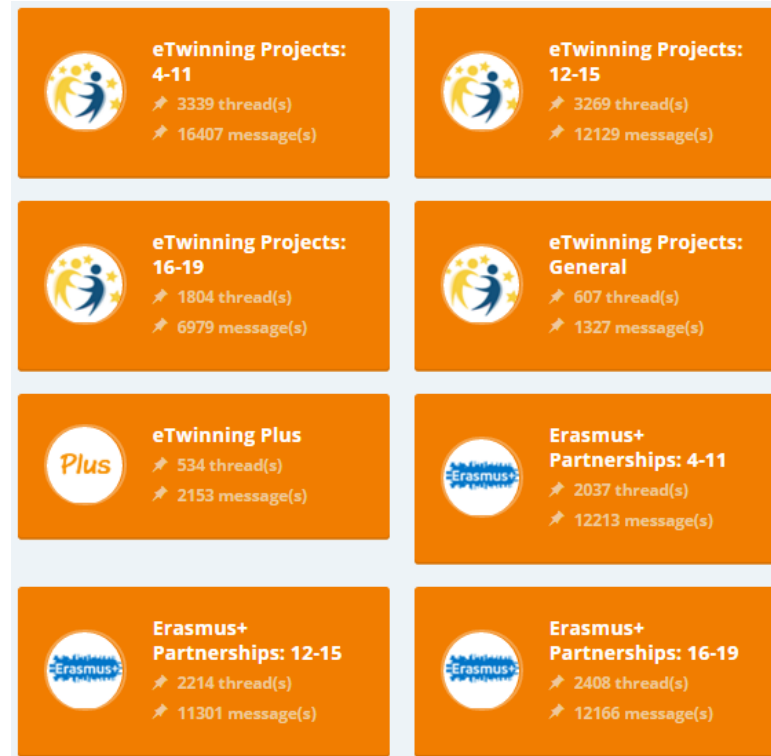 eTwinning Projects:
4-11
3339 thread(s)
16407 message(s)
eTwinning Projects:
12-15
3269 thread(s)
12129 message(s)
eTwinning Projects:
16-19
1804 thread(s)
6979 message(s)
eTwinning Projects:
General
607 thread(s)
1327 message(s)
Plus
eTwinning Plus
534 thread(s)
2153 message(s)
Erasmus+
Erasmus+
Partnerships: 4-11
2037 thread(s)
12213 message(s)
Erasmus+
Erasmus+
Partnerships: 12-15
2214 thread(s)
11301 message(s)
Erasmus+
Erasmus+
Partnerships: 16-19
2408 thread(s)
12166 message(s)